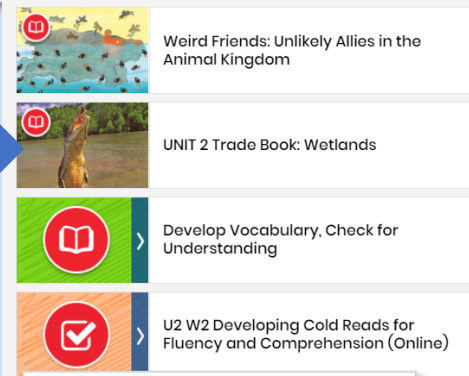 Weird Friends: Unlikely Allies in the
Animal Kingdom
UNIT 2 Trade Book: Wetlands
Develop Vocabulary, Check for
Understanding
U2 W2 Developing Cold Reads for
Fluency and Comprehension (Online)